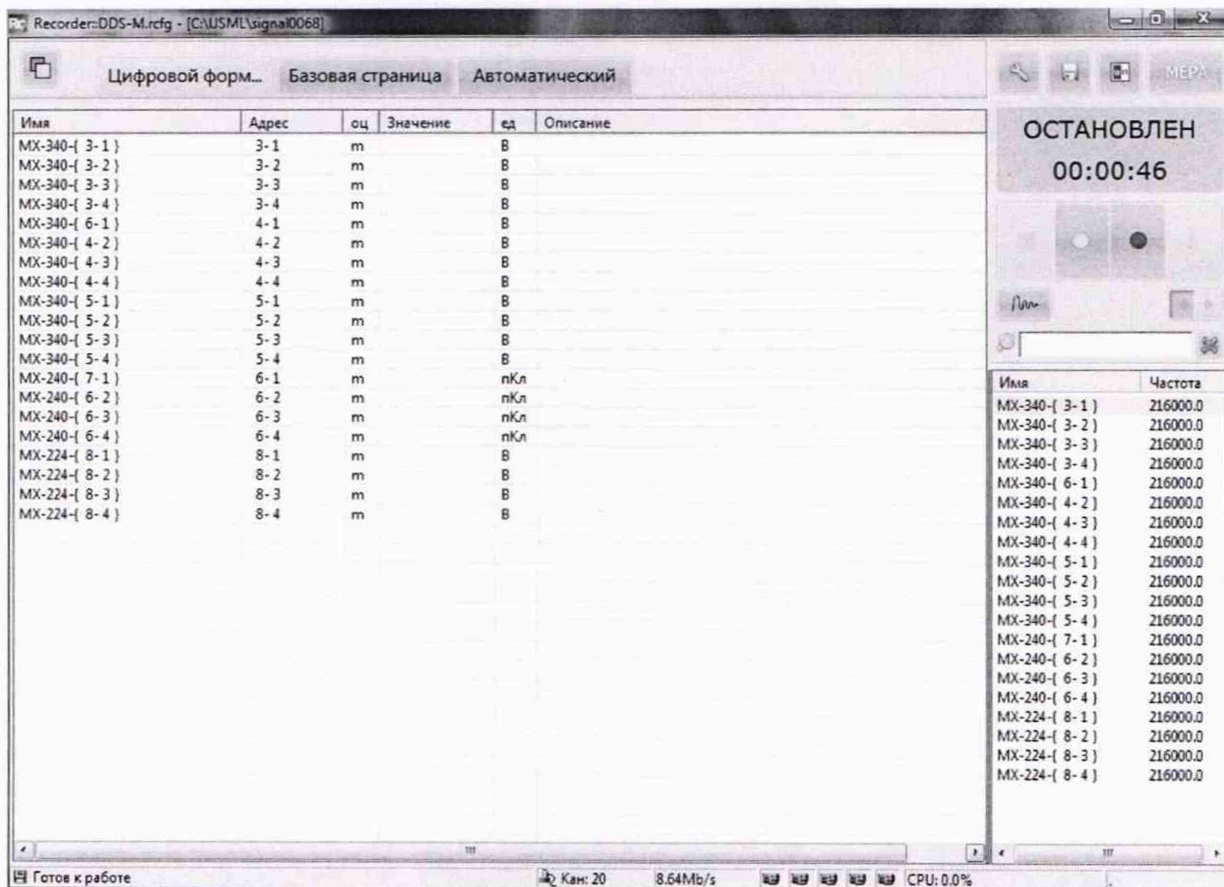 Recorder::DDS-M.rcfg - [C:\USML\signal0068]
Цифровой форм... Базовая страница Автоматический
МЕРА
Имя Адрес оц Значение ед Описание
MX-340-{ 3- 1 } 3- 1 m В
MX-340-{ 3- 2 } 3- 2 m В
MX-340-{ 3- 3 } 3- 3 m В
MX-340-{ 3- 4 } 3- 4 m В
MX-340-{ 6- 1 } 4- 1 m В
MX-340-{ 4- 2 } 4- 2 m В
MX-340-{ 4- 3 } 4- 3 m В
MX-340-{ 4- 4 } 4- 4 m В
MX-340-{ 5- 1 } 5- 1 m В
MX-340-{ 5- 2 } 5- 2 m В
MX-340-{ 5- 3 } 5- 3 m В
MX-340-{ 5- 4 } 5- 4 m В
MX-240-{ 7- 1 } 6- 1 m пКл
MX-240-{ 6- 2 } 6- 2 m пКл
MX-240-{ 6- 3 } 6- 3 m пКл
MX-240-{ 6- 4 } 6- 4 m пКл
MX-224-{ 8- 1 } 8- 1 m В
MX-224-{ 8- 2 } 8- 2 m В
MX-224-{ 8- 3 } 8- 3 m В
MX-224-{ 8- 4 } 8- 4 m В
ОСТАНОВЛЕН
00:00:46
Имя Частота
MX-340-{ 3- 1 } 216000.0
MX-340-{ 3- 2 } 216000.0
MX-340-{ 3- 3 } 216000.0
MX-340-{ 3- 4 } 216000.0
MX-340-{ 6- 1 } 216000.0
MX-340-{ 4- 2 } 216000.0
MX-340-{ 4- 3 } 216000.0
MX-340-{ 4- 4 } 216000.0
MX-340-{ 5- 1 } 216000.0
MX-340-{ 5- 2 } 216000.0
MX-340-{ 5- 3 } 216000.0
MX-340-{ 5- 4 } 216000.0
MX-240-{ 7- 1 } 216000.0
MX-240-{ 6- 2 } 216000.0
MX-240-{ 6- 3 } 216000.0
MX-240-{ 6- 4 } 216000.0
MX-224-{ 8- 1 } 216000.0
MX-224-{ 8- 2 } 216000.0
MX-224-{ 8- 3 } 216000.0
MX-224-{ 8- 4 } 216000.0
Готов к работе Кан: 20 8.64Mb/s CPU: 0.0%